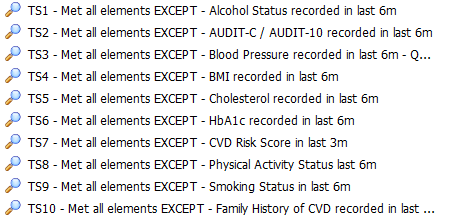 TS1 - Met all elements EXCEPT - Alcohol Status recorded in last 6m
TS2 - Met all elements EXCEPT - AUDIT-C / AUDIT-10 recorded in last 6m
TS3 - Met all elements EXCEPT - Blood Pressure recorded in last 6m - Q...
TS4 - Met all elements EXCEPT - BMI recorded in last 6m
TS5 - Met all elements EXCEPT - Cholesterol recorded in last 6m
TS6 - Met all elements EXCEPT - HbA1c recorded in last 6m
TS7 - Met all elements EXCEPT - CVD Risk Score in last 3m
TS8 - Met all elements EXCEPT - Physical Activity Status last 6m
TS9 - Met all elements EXCEPT - Smoking Status in last 6m
TS10 - Met all elements EXCEPT - Family History of CVD recorded in last ...